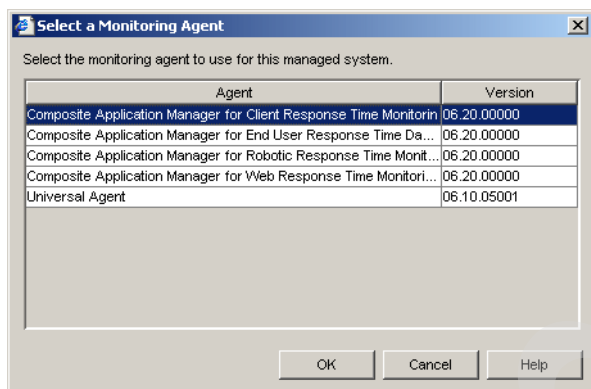 Select a Monitoring Agent
Select the monitoring agent to use for this managed system.
Agent Version
Composite Application Manager for Client Response Time Monitorin 06.20.00000
Composite Application Manager for End User Response Time Da... 06.20.00000
Composite Application Manager for Robotic Response Time Monit... 06.20.00000
Composite Application Manager for Web Response Time Monitori... 06.20.00000
Universal Agent 06.10.05001
OK Cancel Help